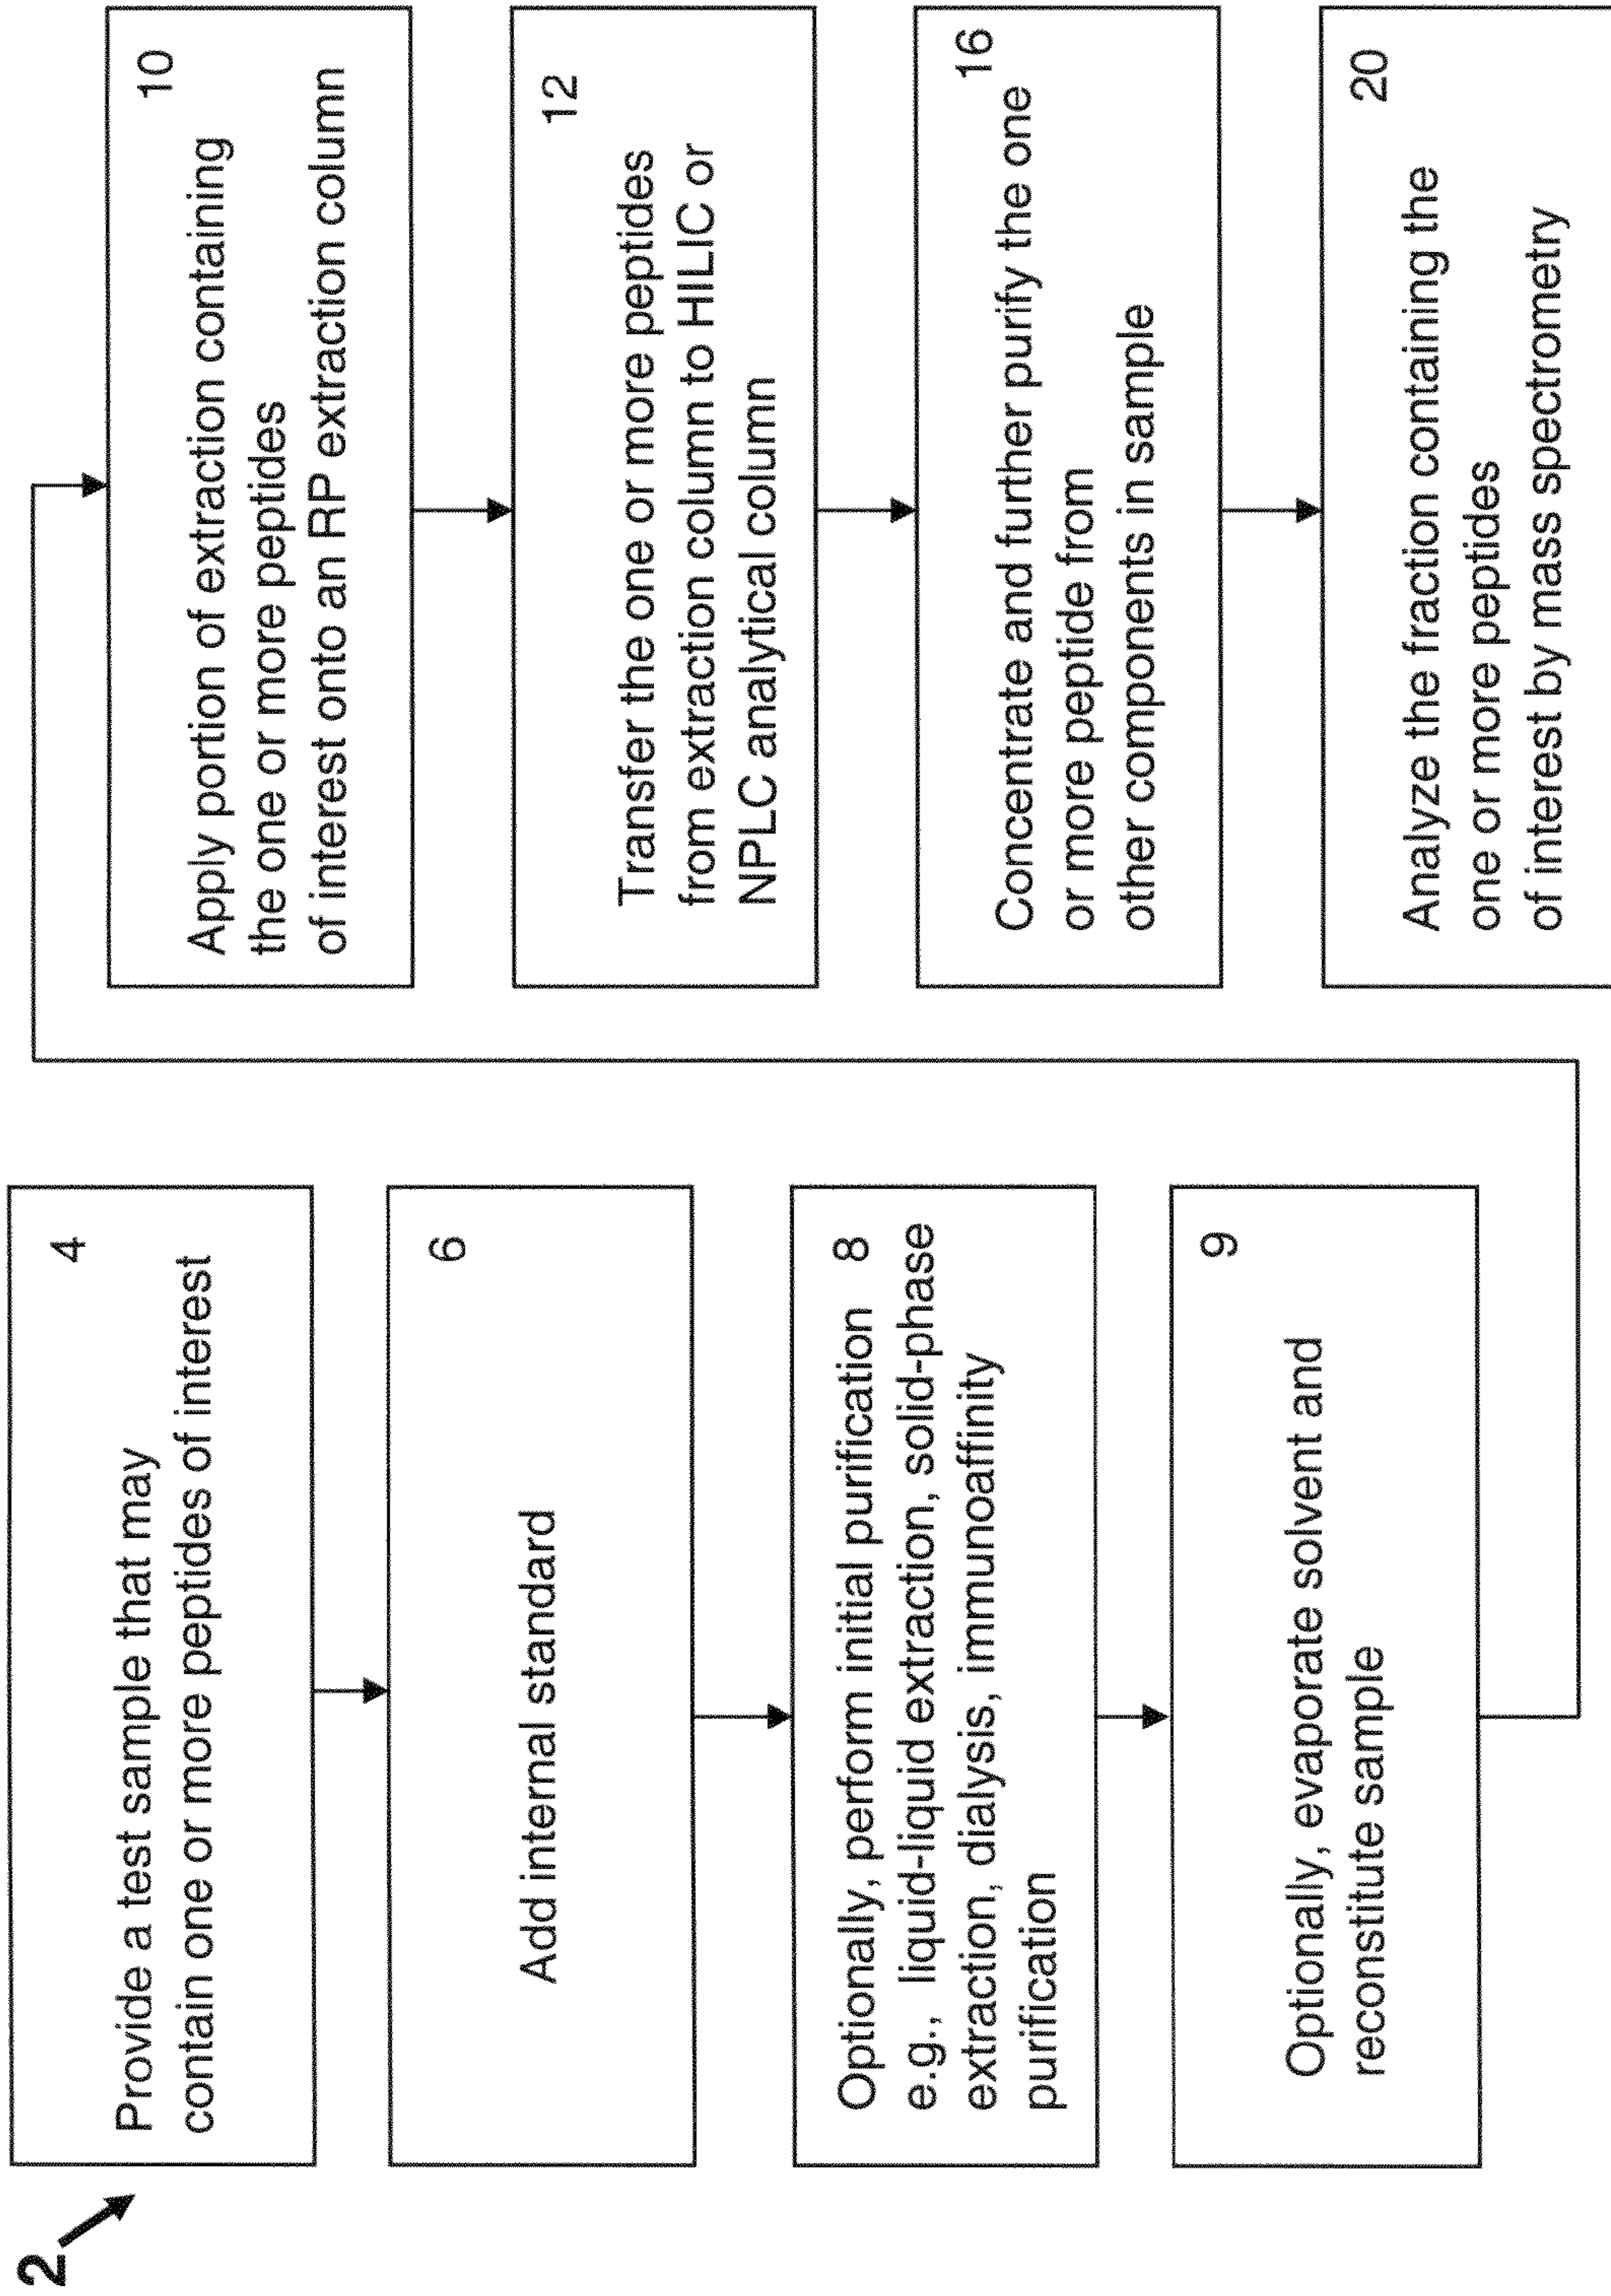 2
4
Provide a test sample that may
contain one or more peptides of interest
6
Add internal standard
Optionally, perform initial purification 8
e.g., liquid-liquid extraction, solid-phase
extraction, dialysis, immunoaffinity
purification
9
Optionally, evaporate solvent and
reconstitute sample
10
Apply portion of extraction containing
the one or more peptides
of interest onto an RP extraction column
12
Transfer the one or more peptides
from extraction column to HILIC or
NPLC analytical column
16
Concentrate and further purify the one
or more peptide from
other components in sample
20
Analyze the fraction containing the
one or more peptides
of interest by mass spectrometry